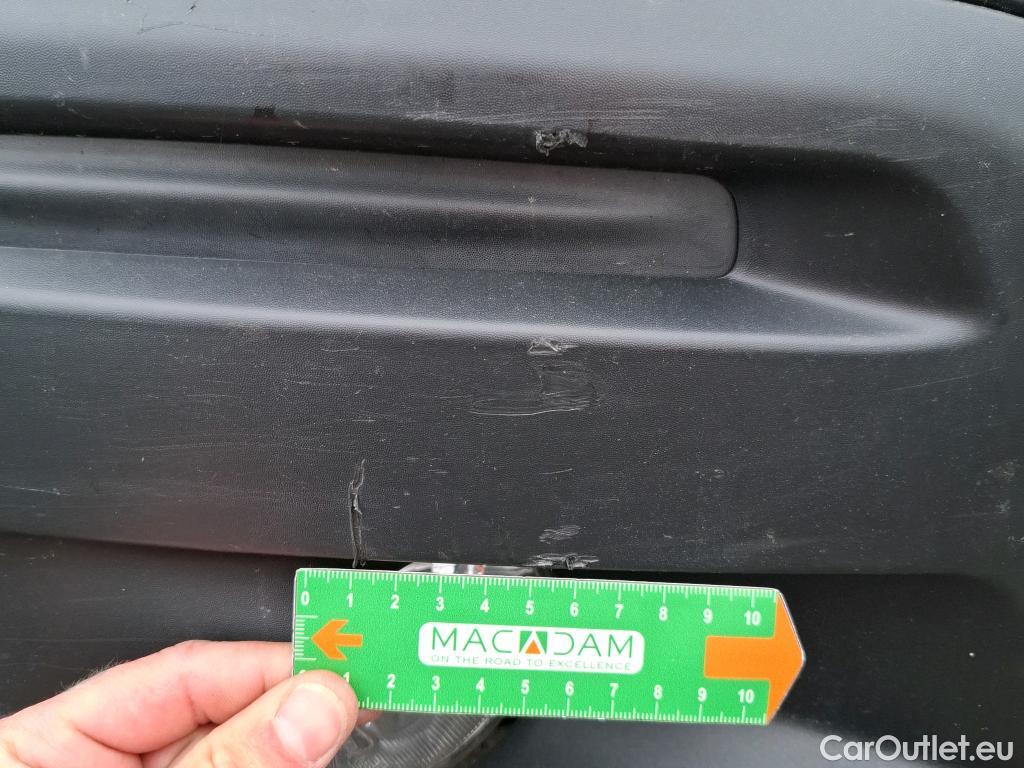 0 1 2 3 4 5 6 7 8 9 10
MACADAM
ON THE ROAD TO EXCELLENCE
1 2 3 4 5 6 7 8 9 10
CarOutlet.eu